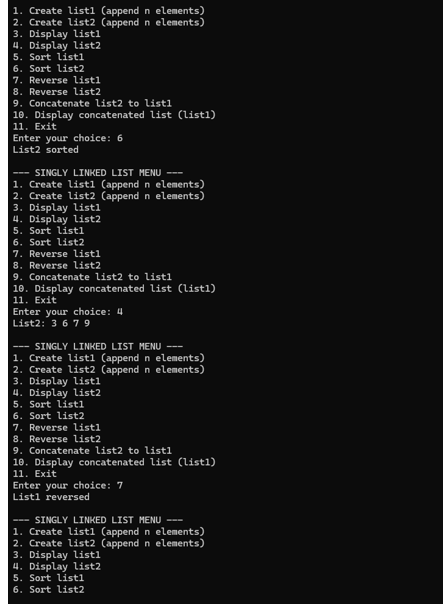 1. Create list1 (append n elements)
2. Create list2 (append n elements)
3. Display list1
4. Display list2
5. Sort list1
6. Sort list2
7. Reverse list1
8. Reverse list2
9. Concatenate list2 to list1
10. Display concatenated list (list1)
11. Exit
Enter your choice: 6
List2 sorted

--- SINGLY LINKED LIST MENU ---
1. Create list1 (append n elements)
2. Create list2 (append n elements)
3. Display list1
4. Display list2
5. Sort list1
6. Sort list2
7. Reverse list1
8. Reverse list2
9. Concatenate list2 to list1
10. Display concatenated list (list1)
11. Exit
Enter your choice: 4
List2: 3 6 7 9

--- SINGLY LINKED LIST MENU ---
1. Create list1 (append n elements)
2. Create list2 (append n elements)
3. Display list1
4. Display list2
5. Sort list1
6. Sort list2
7. Reverse list1
8. Reverse list2
9. Concatenate list2 to list1
10. Display concatenated list (list1)
11. Exit
Enter your choice: 7
List1 reversed

--- SINGLY LINKED LIST MENU ---
1. Create list1 (append n elements)
2. Create list2 (append n elements)
3. Display list1
4. Display list2
5. Sort list1
6. Sort list2